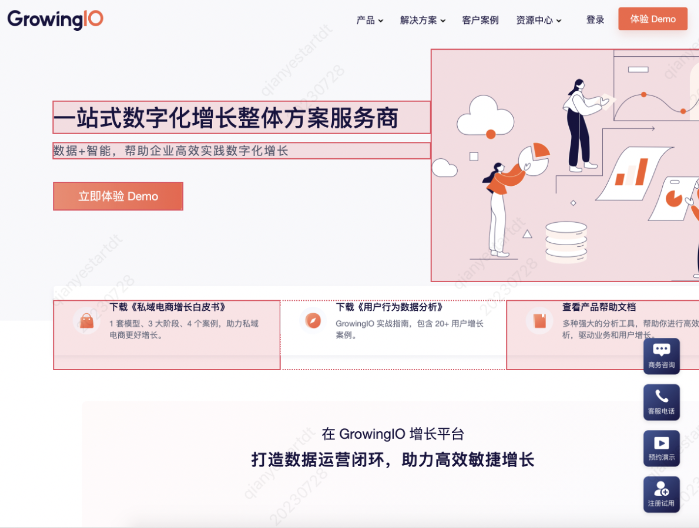 GrowingIO
产品 解决方案 客户案例 资源中心 登录 体验 Demo
一站式数字化增长整体方案服务商
数据+智能，帮助企业高效实践数字化增长
立即体验 Demo
下载《私域电商增长白皮书》
1 套模型、3 大阶段、4 个案例，助力私域
电商更好增长。
下载《用户行为数据分析》
GrowingIO 实战指南，包含 20+ 用户增长
案例。
查看产品帮助文档
多种强大的分析工具，帮助你进行高效
析，驱动业务和用户增长。
商务咨询
客服电话
预约演示
注册试用
在 GrowingIO 增长平台
打造数据运营闭环，助力高效敏捷增长
qianyestartdt
20230728